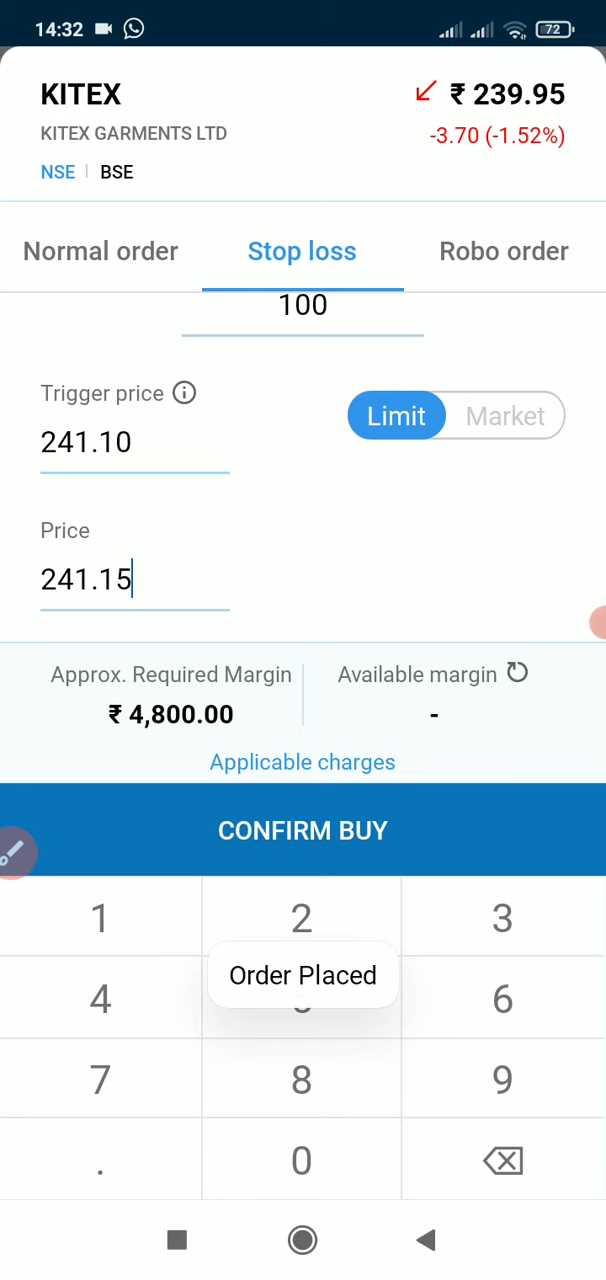 14:32
72
KITEX
₹ 239.95
KITEX GARMENTS LTD
-3.70 (-1.52%)
NSE
BSE
Normal order
Stop loss
Robo order
100
Trigger price
Limit
Market
241.10
Price
241.15
Approx. Required Margin
Available margin
₹ 4,800.00
-
Applicable charges
CONFIRM BUY
1
2
3
Order Placed
4
6
7
8
9
.
0